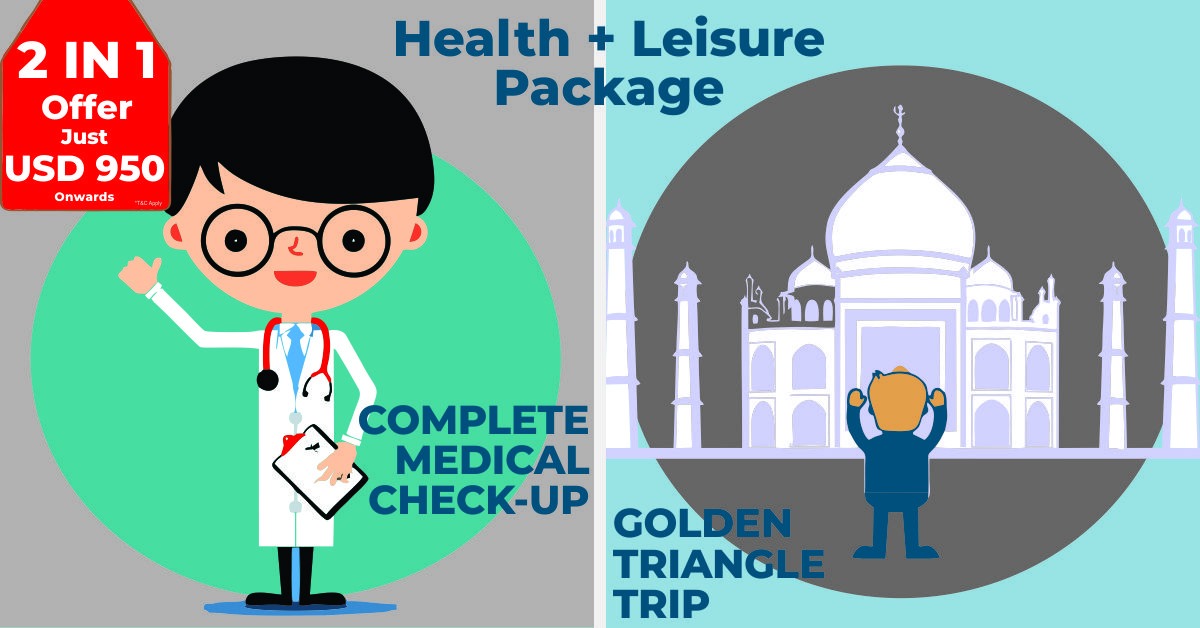 2 IN 1
Offer
Just
USD 950
Onwards
*T&C Apply
Health + Leisure
Package
COMPLETE
MEDICAL
CHECK-UP
GOLDEN
TRIANGLE
TRIP